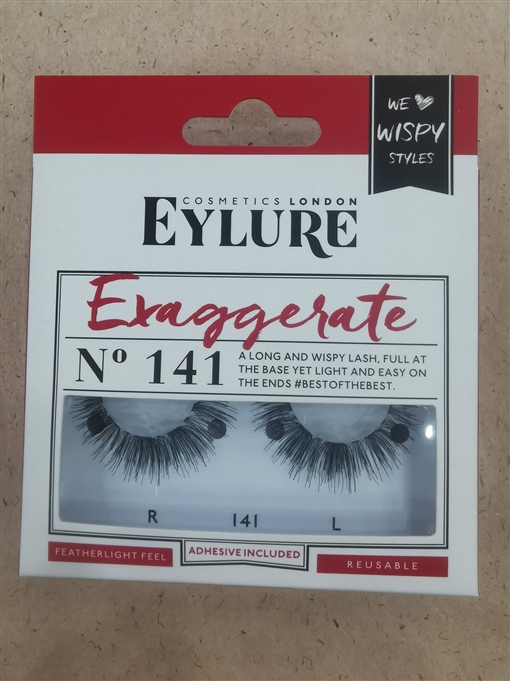 WE
WISPY
STYLES
COSMETICS LONDON
EYLURE
Exaggerate
Nº 141
A LONG AND WISPY LASH, FULL AT
THE BASE YET LIGHT AND EASY ON
THE ENDS #BESTOFTHEBEST.
R 141 L
FEATHERLIGHT FEEL
ADHESIVE INCLUDED
REUSABLE